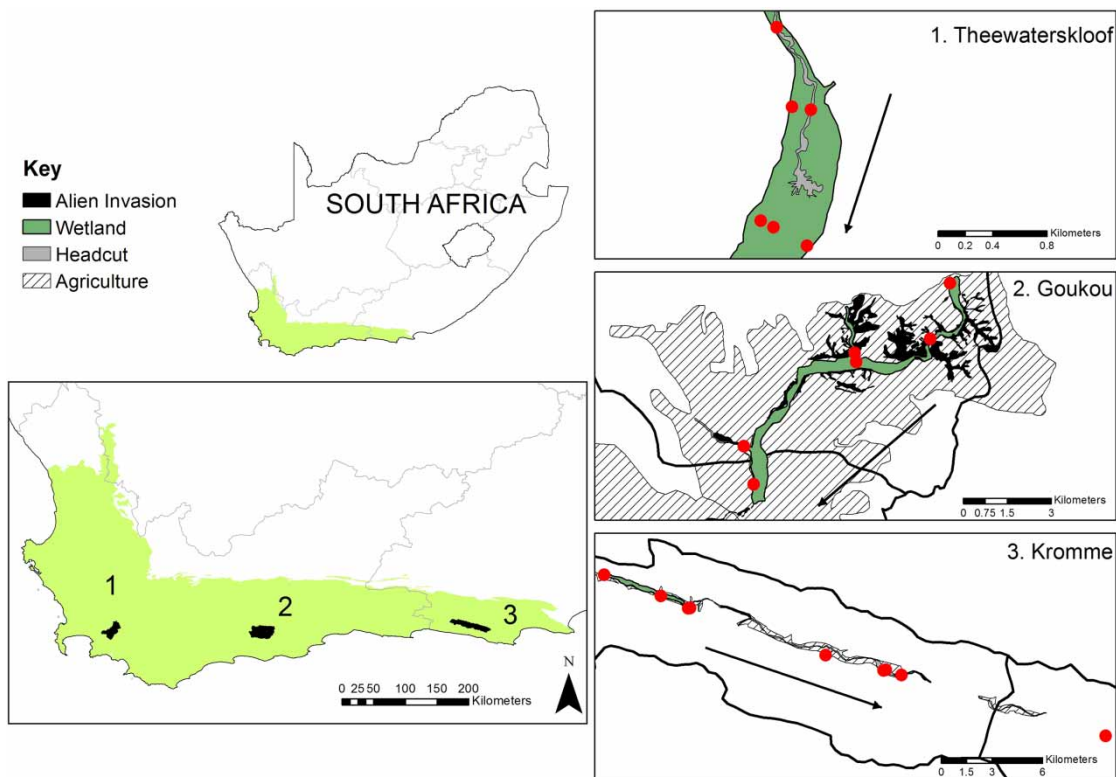 Key
Alien Invasion
Wetland
Headcut
Agriculture
SOUTH AFRICA
1
2
3
N
0 25 50 100 150 200
Kilometers
1. Theewaterskloof
Kilometers
0 0.2 0.4 0.8
2. Goukou
Kilometers
0 0.75 1.5 3
3. Kromme
Kilometers
0 1.5 3 6